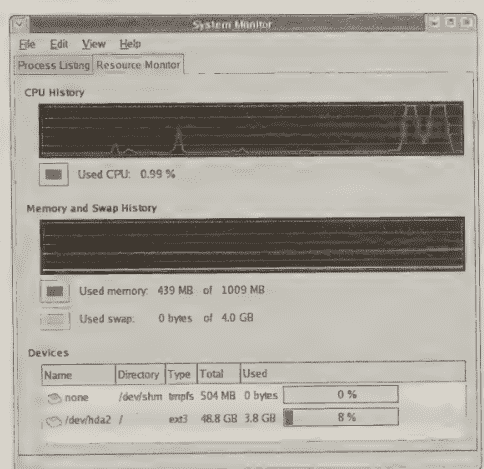 System Monitor
File Edit View Help
Process Listing Resource Monitor
CPU History
Used CPU: 0.99 %
Memory and Swap History
Used memory: 439 MB of 1009 MB
Used swap: 0 bytes of 4.0 GB
Devices
Name Directory Type Total Used
none /dev/shm tmpfs 504 MB 0 bytes 0 %
/dev/hda2 / ext3 48.8 GB 3.8 GB 8 %